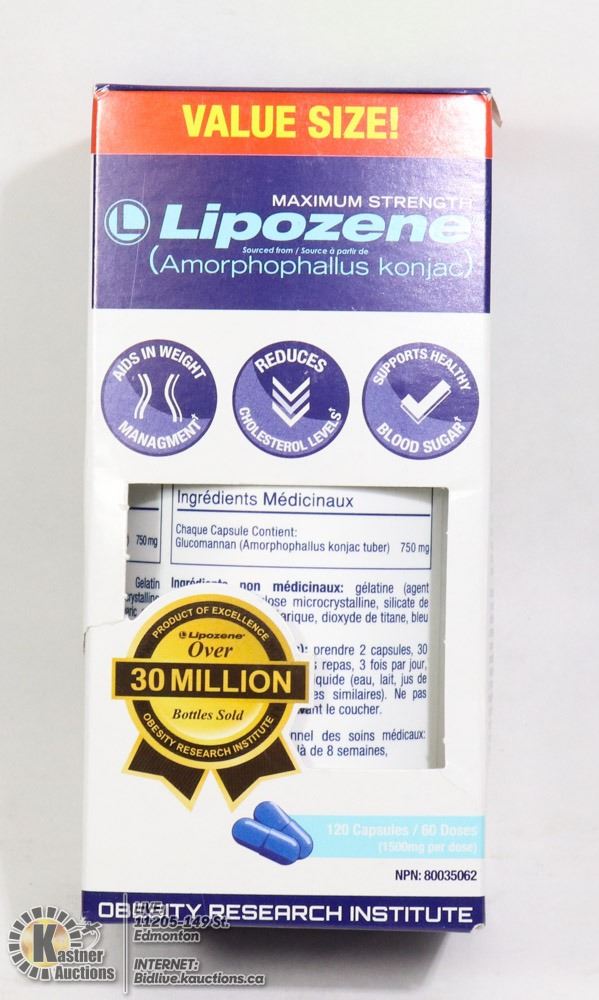 VALUE SIZE!
MAXIMUM STRENGTH
L Lipozene
Sourced from / Source à partir de
(Amorphophallus konjac)
AIDS IN WEIGHT
MANAGMENT†
REDUCES
CHOLESTEROL LEVELS†
SUPPORTS HEALTHY
BLOOD SUGAR†
Ingrédients Médicinaux
Chaque Capsule Contient:
) 750 mg
Glucomannan (Amorphophallus konjac tuber) 750 mg
Gelatin
non médicinaux: gélatine (agent
microcrystalline, silicate de
dioxyde de titane, bleu
prendre 2 capsules, 30
repas, 3 fois par jour,
(eau, lait, jus de
similaires). Ne pas
le coucher.
des soins médicaux:
de 8 semaines,
PRODUCT OF EXCELLENCE
L Lipozene
Over
30 MILLION
Bottles Sold
OBESITY RESEARCH INSTITUTE
120 Capsules / 60 Doses
(1500mg per dose)
NPN: 80035062
OBESITY RESEARCH INSTITUTE
Kastner
Auctions
LIVE:
11205-149 St.
Edmonton
INTERNET:
Bidlive.kauctions.ca